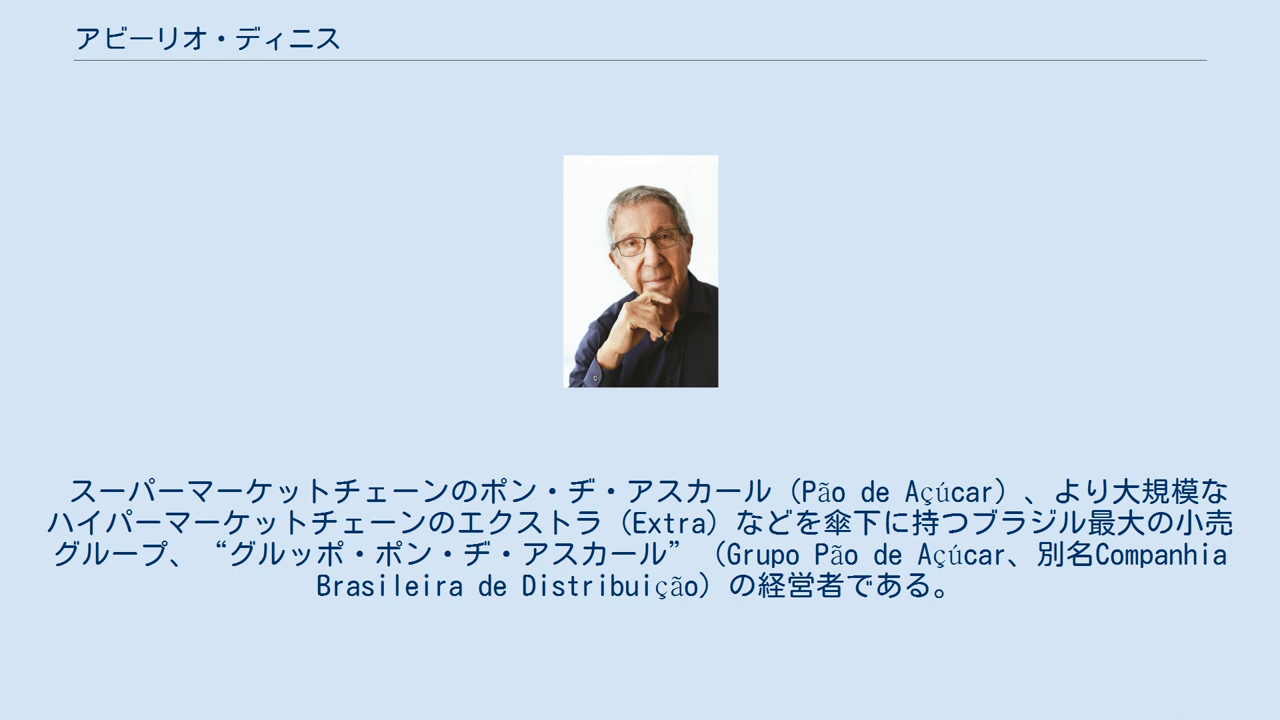 アビーリオ・ディニス
スーパーマーケットチェーンのポン・ヂ・アスカール（Pão de Açúcar）、より大規模な
ハイパーマーケットチェーンのエクストラ（Extra）などを傘下に持つブラジル最大の小売
グループ、“グルッポ・ポン・ヂ・アスカール”（Grupo Pão de Açúcar、別名Companhia
Brasileira de Distribuição）の経営者である。